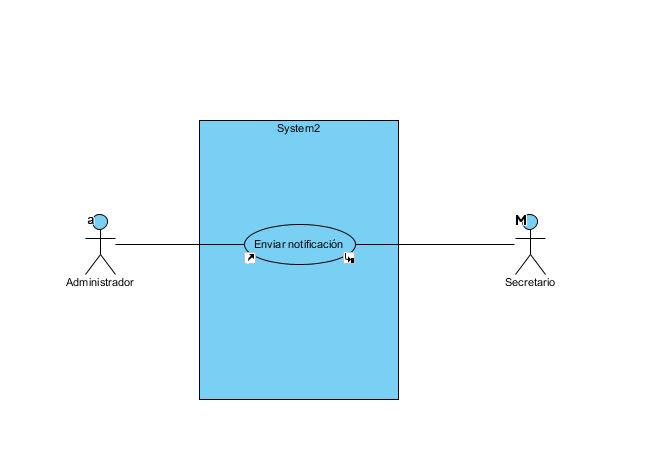 System2
a
M
Enviar notificación
Administrador
Secretario